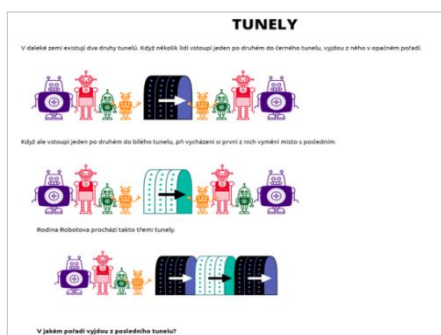 TUNELY
V daleké zemi existují dva druhy tunelů. Když několik lidí vstoupí jeden po druhém do černého tunelu, vyjdou z něho v opačném pořadí.
Když ale vstoupí jeden po druhém do bílého tunelu, při vycházení si první z nich vymění místo s posledním.
Rodina Robotova prochází takto třemi tunely.
V jakém pořadí vyjdou z posledního tunelu?